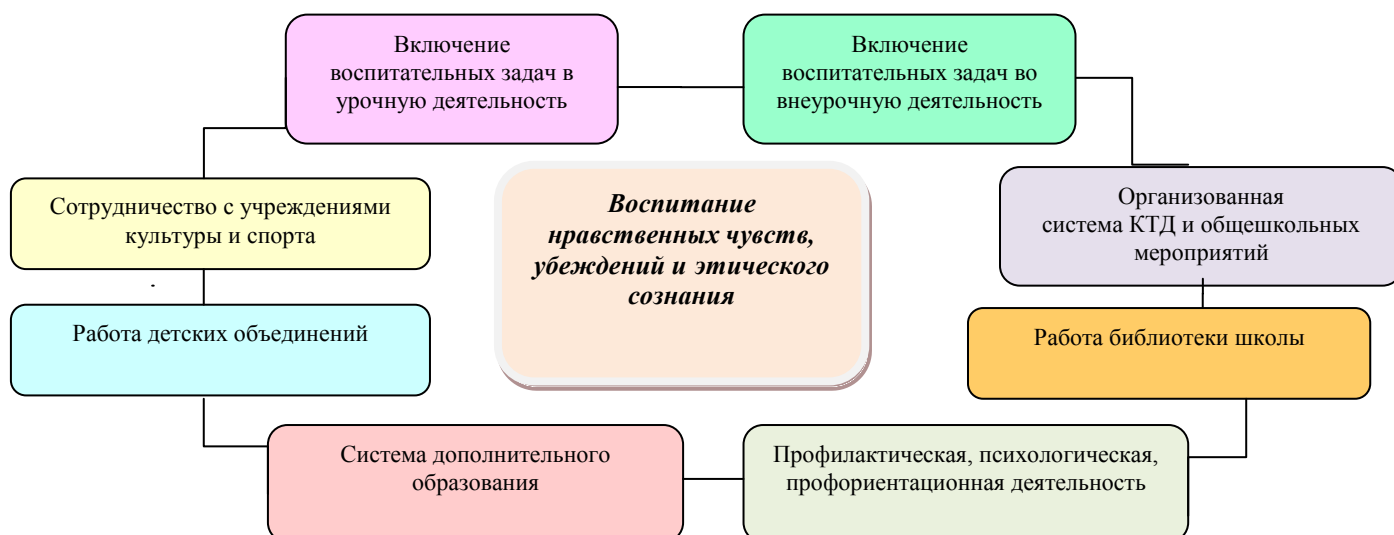 Включение
воспитательных задач в
урочную деятельность
Включение
воспитательных задач во
внеурочную деятельность
Сотрудничество с учреждениями
культуры и спорта
Воспитание
нравственных чувств,
убеждений и этического
сознания
Организованная
система КТД и общешкольных
мероприятий
Работа детских объединений
Работа библиотеки школы
Система дополнительного
образования
Профилактическая, психологическая,
профориентационная деятельность